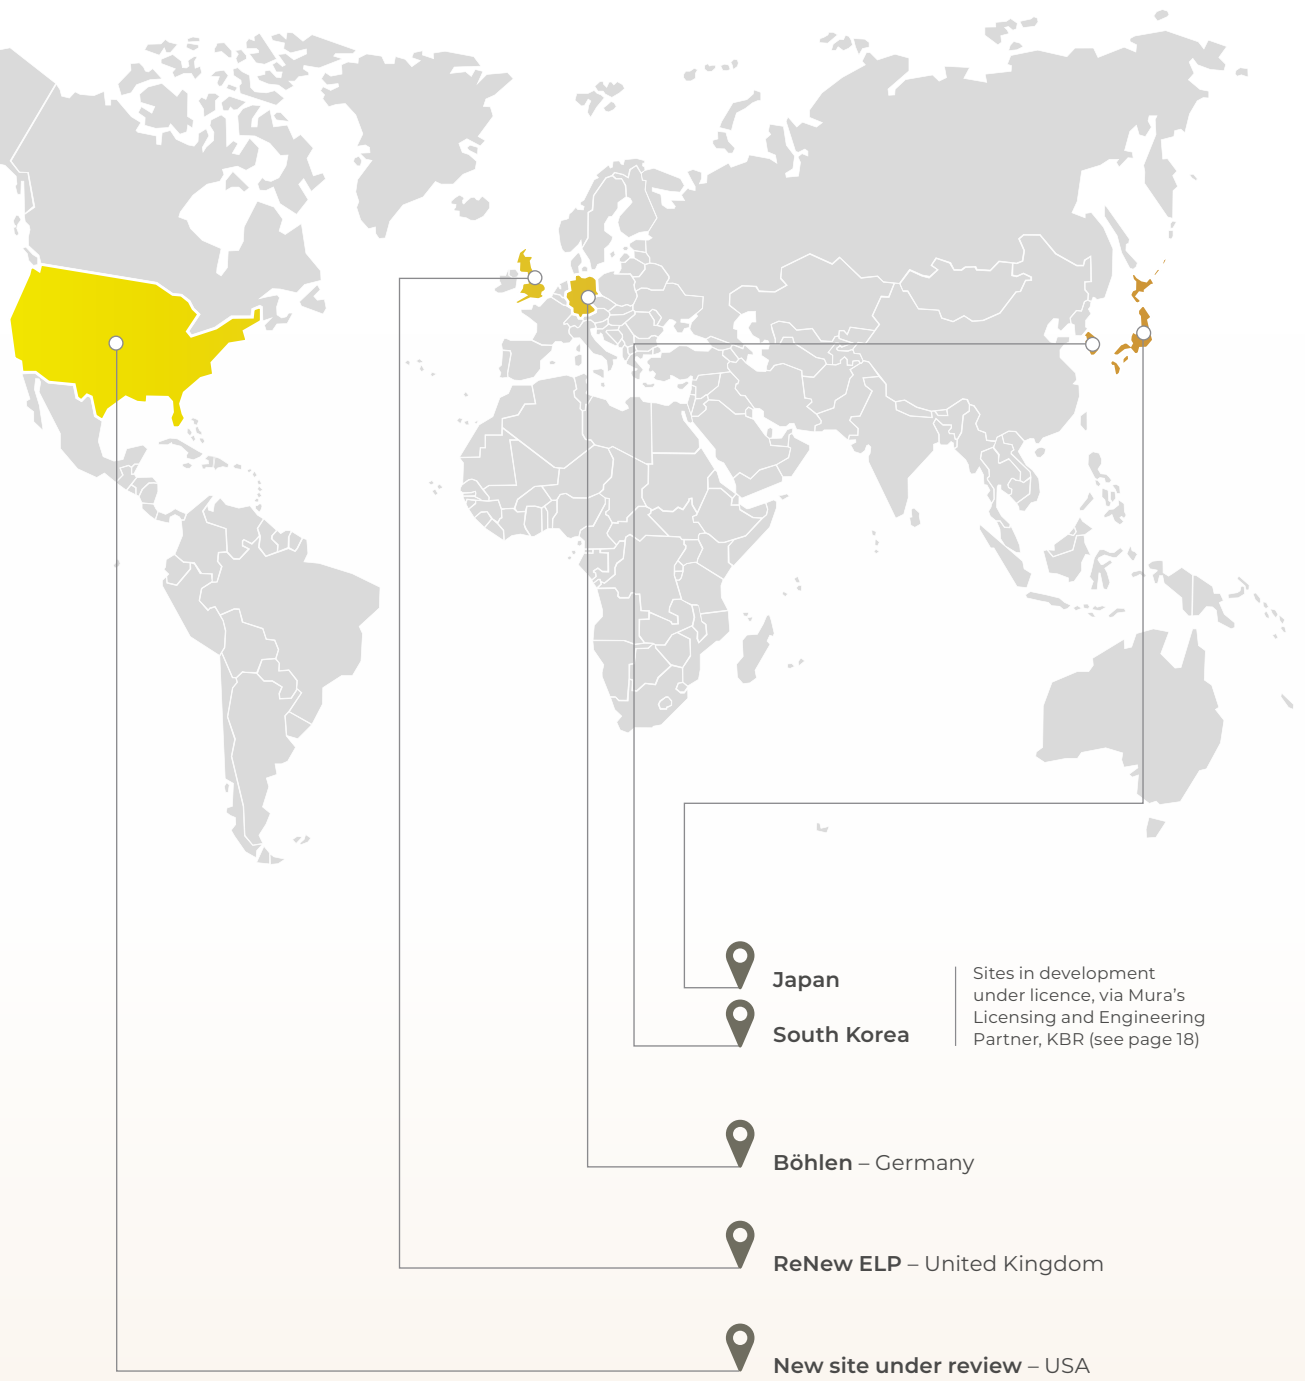 Japan
South Korea
Sites in development
under licence, via Mura’s
Licensing and Engineering
Partner, KBR (see page 18)
Böhlen – Germany
ReNew ELP – United Kingdom
New site under review – USA